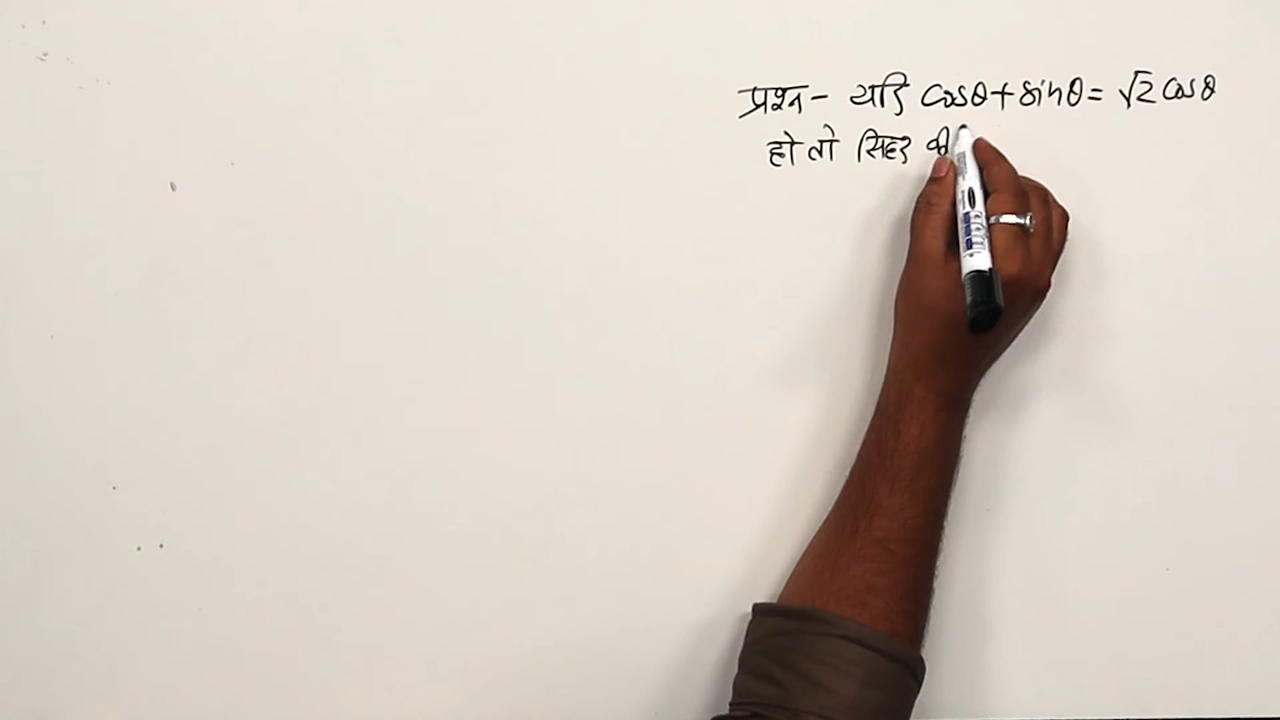 प्रश्न - यदि cosθ + sinθ = √2 cosθ
हो तो सिद्ध